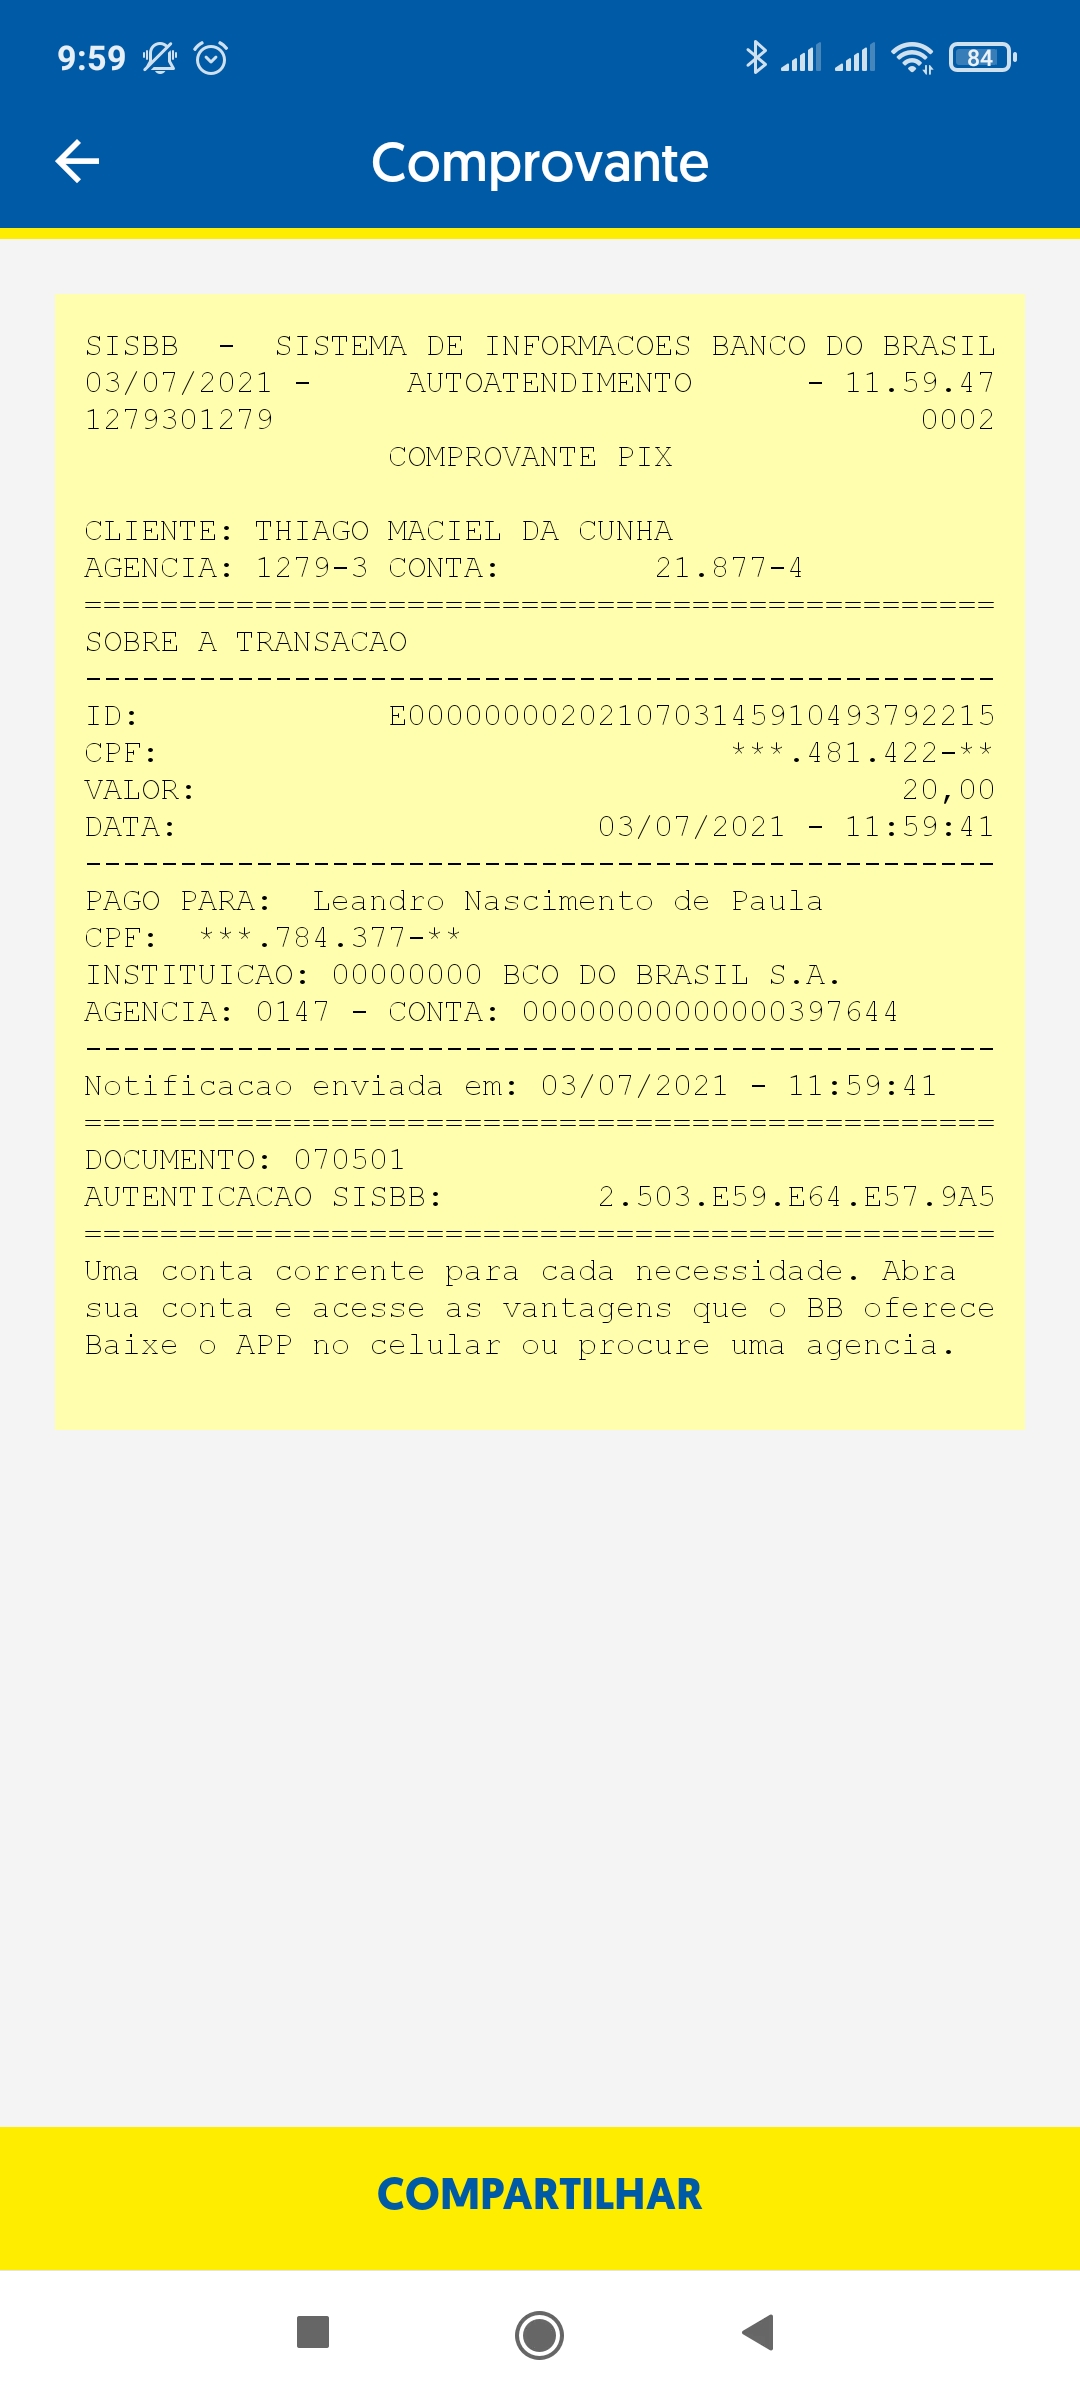 9:59
84
Comprovante
SISBB - SISTEMA DE INFORMACOES BANCO DO BRASIL
03/07/2021 - AUTOATENDIMENTO - 11.59.47
1279301279 0002
COMPROVANTE PIX
CLIENTE: THIAGO MACIEL DA CUNHA
AGENCIA: 1279-3 CONTA: 21.877-4
================================================
SOBRE A TRANSACAO
------------------------------------------------
ID: E0000000020210703145910493792215
CPF: ***.481.422-**
VALOR: 20,00
DATA: 03/07/2021 - 11:59:41
------------------------------------------------
PAGO PARA: Leandro Nascimento de Paula
CPF: ***.784.377-**
INSTITUICAO: 00000000 BCO DO BRASIL S.A.
AGENCIA: 0147 - CONTA: 00000000000000397644
------------------------------------------------
Notificacao enviada em: 03/07/2021 - 11:59:41
================================================
DOCUMENTO: 070501
AUTENTICACAO SISBB: 2.503.E59.E64.E57.9A5
================================================
Uma conta corrente para cada necessidade. Abra
sua conta e acesse as vantagens que o BB oferece
Baixe o APP no celular ou procure uma agencia.
COMPARTILHAR